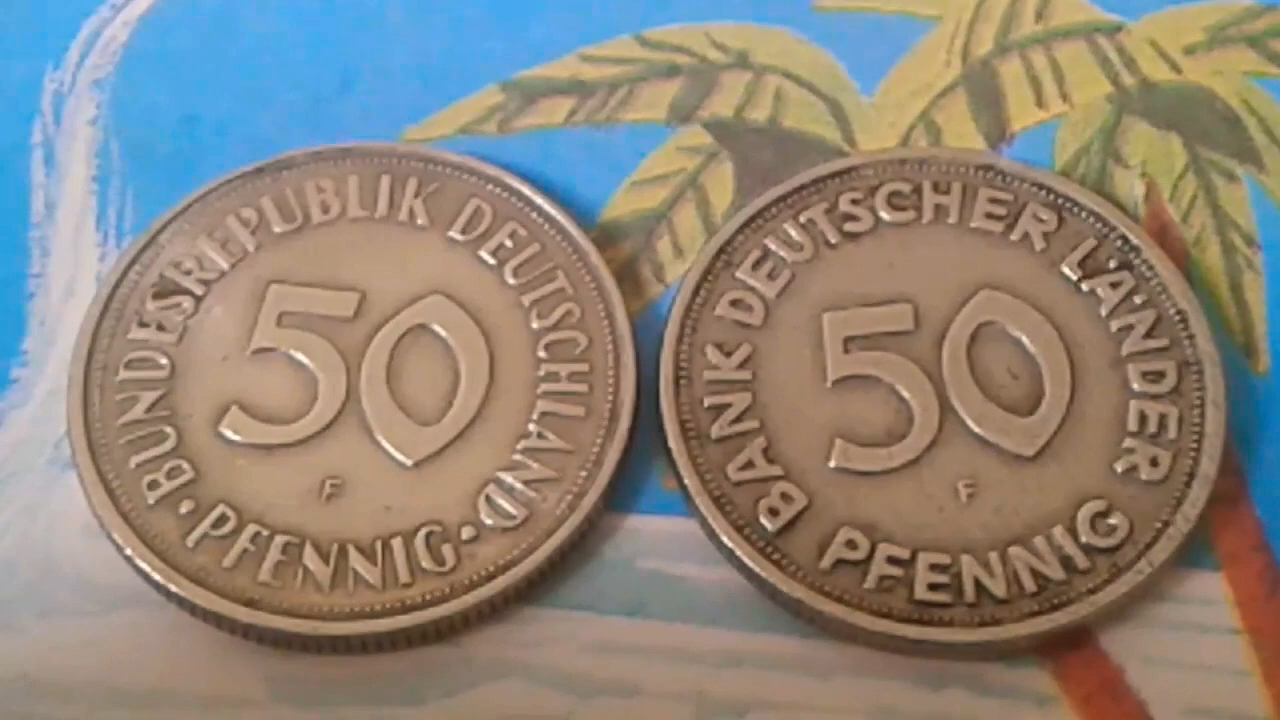 BUNDESREPUBLIK DEUTSCHLAND
50
F
· PFENNIG ·
BANK DEUTSCHER LÄNDER
50
F
PFENNIG